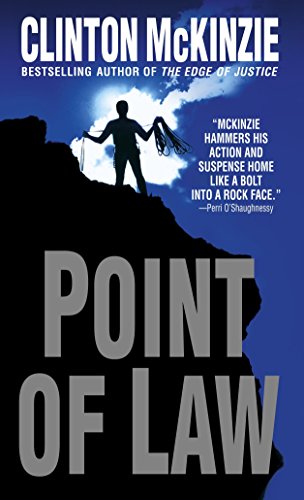 CLINTON McKINZIE
BESTSELLING AUTHOR OF THE EDGE OF JUSTICE
“MCKINZIE
HAMMERS HIS
ACTION AND
SUSPENSE HOME
LIKE A BOLT
INTO A ROCK FACE.”
—Perri O'Shaughnessy
POINT
OF LAW